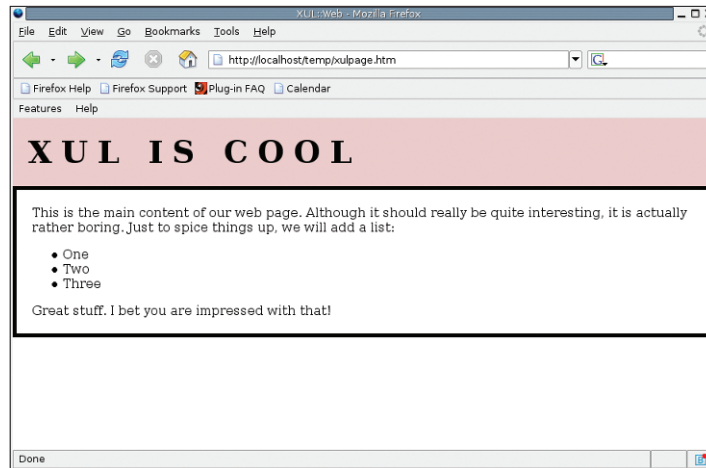 XUL::Web - Mozilla Firefox
File Edit View Go Bookmarks Tools Help
http://localhost/temp/xulpage.htm G
Firefox Help Firefox Support Plug-in FAQ Calendar
Features Help
XUL IS COOL
This is the main content of our web page. Although it should really be quite interesting, it is actually
rather boring. Just to spice things up, we will add a list:
• One
• Two
• Three
Great stuff. I bet you are impressed with that!
Done